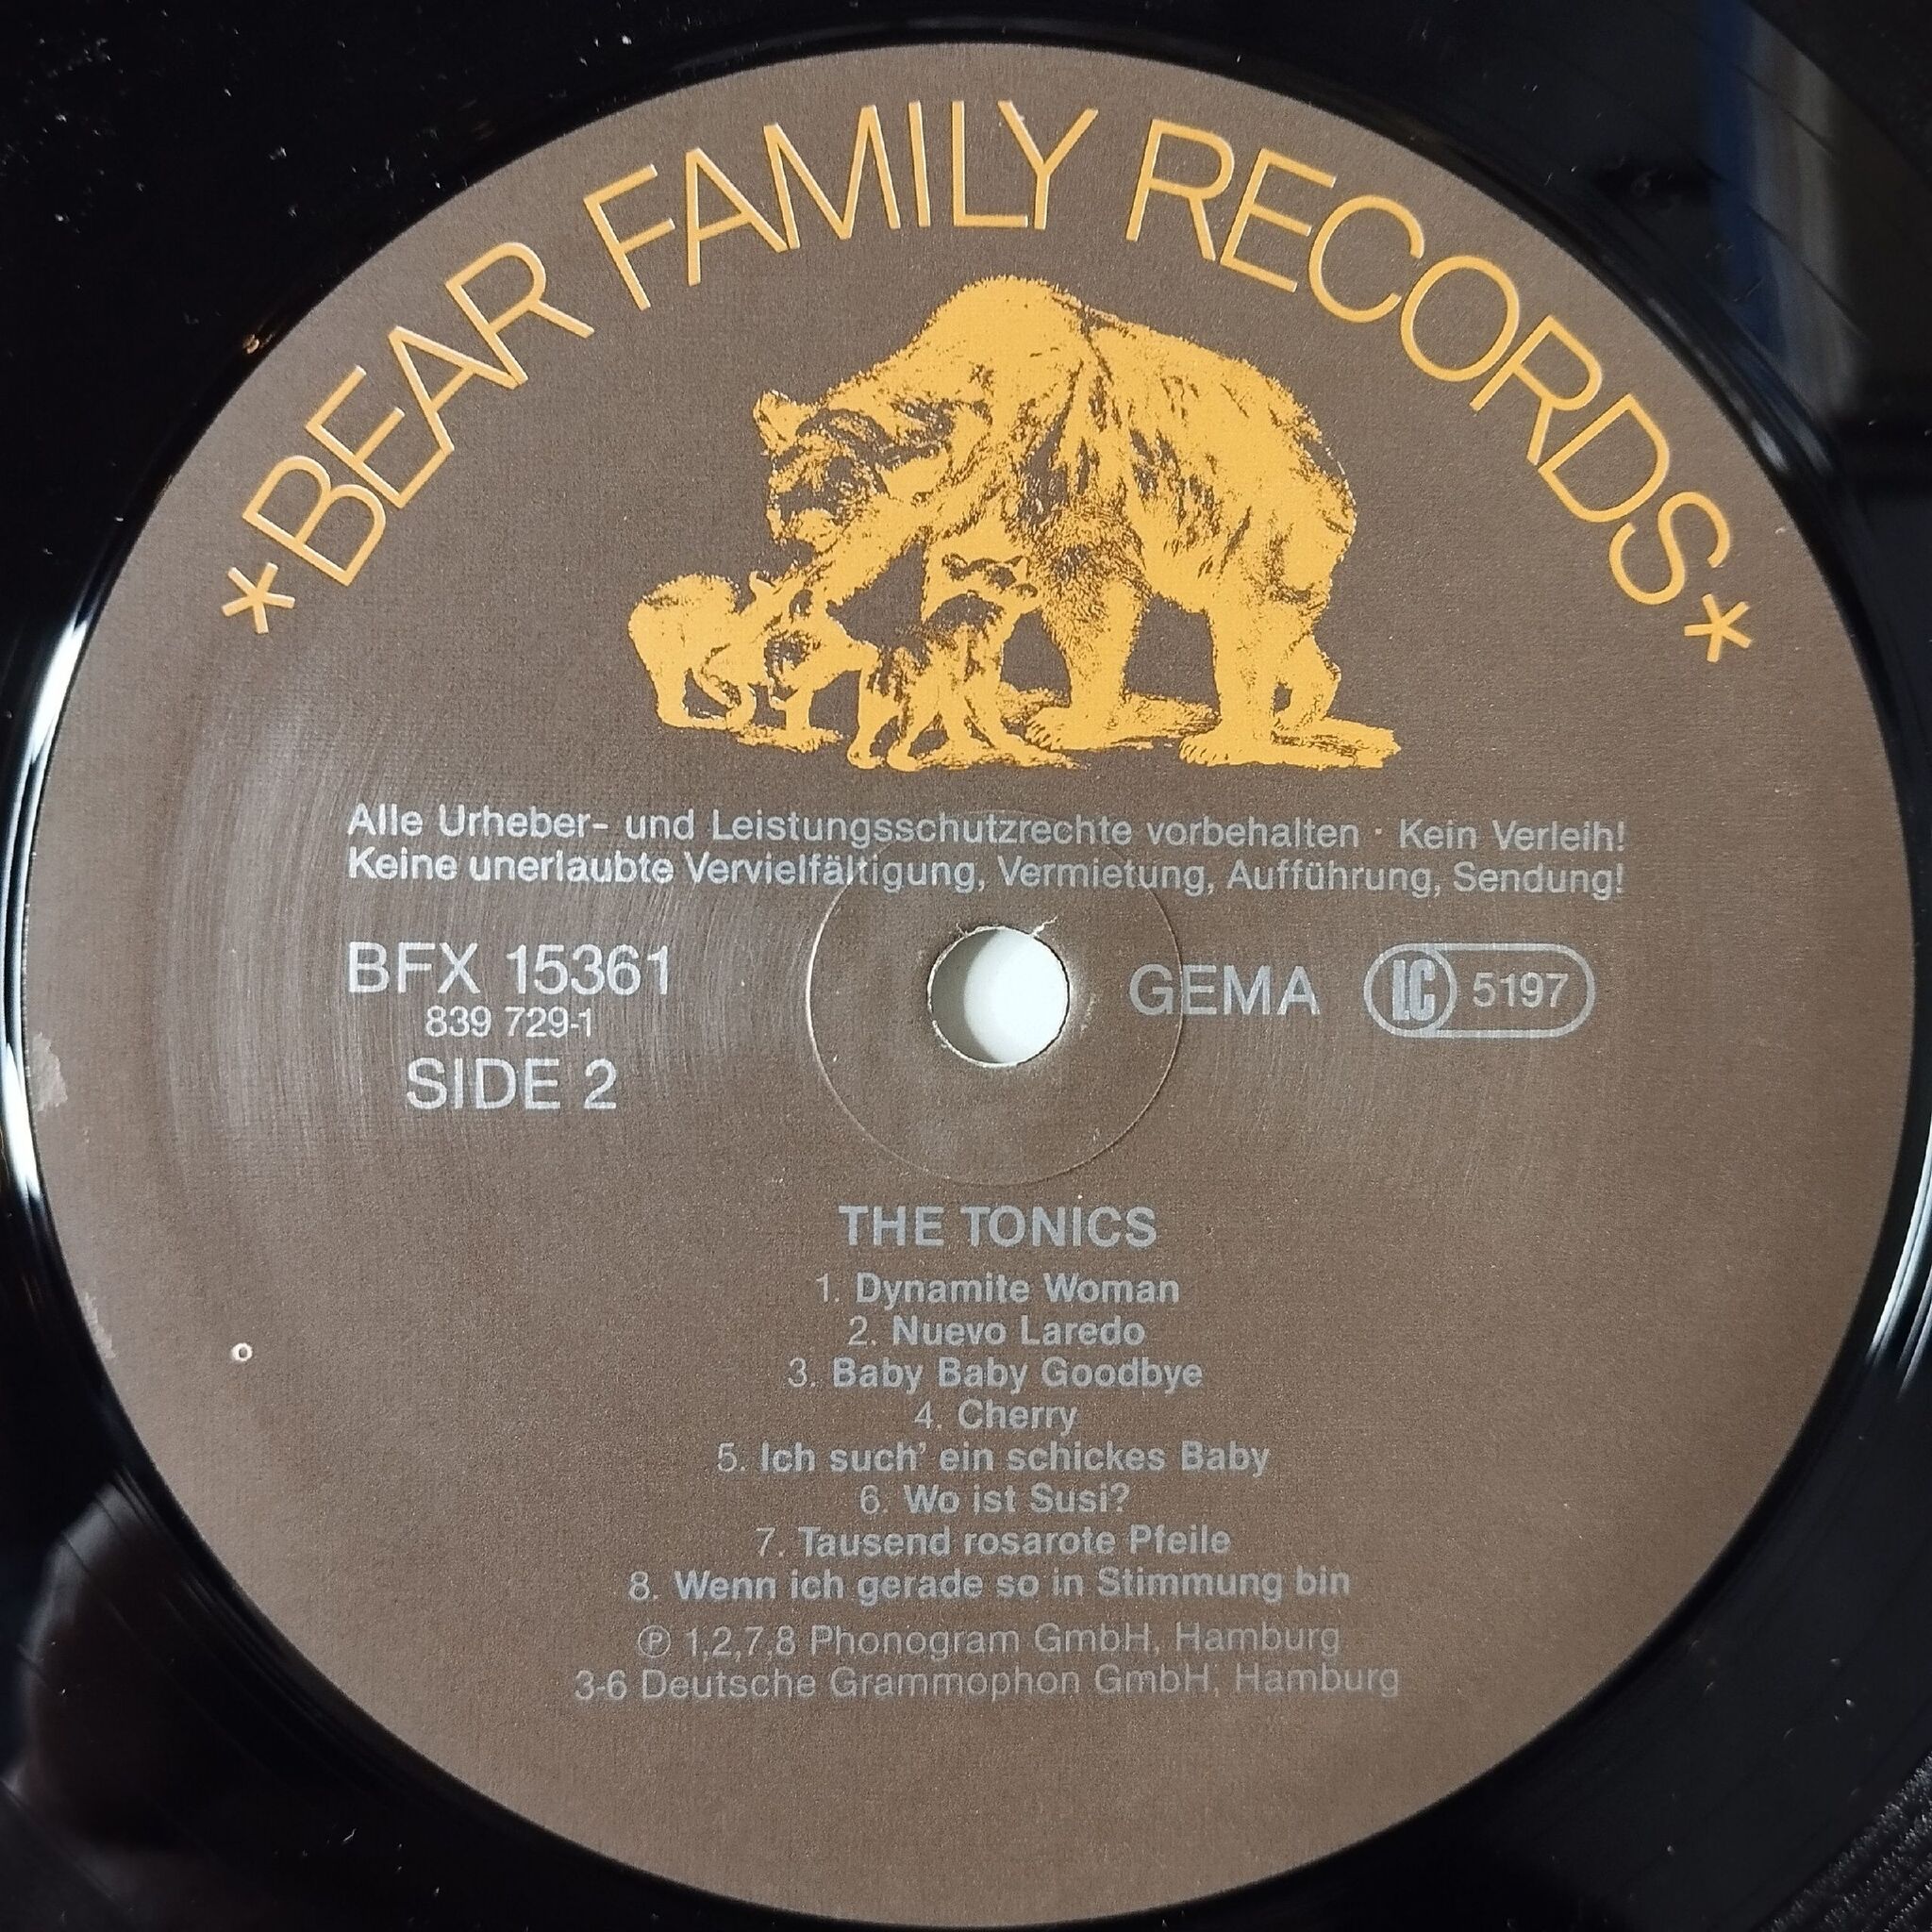 *BEAR FAMILY RECORDS*
Alle Urheber- und Leistungsschutzrechte vorbehalten · Kein Verleih!
Keine unerlaubte Vervielfältigung, Vermietung, Aufführung, Sendung!
BFX 15361
839 729-1
SIDE 2
GEMA LC 5197
THE TONICS
1. Dynamite Woman
2. Nuevo Laredo
3. Baby Baby Goodbye
4. Cherry
5. Ich such' ein schickes Baby
6. Wo ist Susi?
7. Tausend rosarote Pfeile
8. Wenn ich gerade so in Stimmung bin
℗ 1,2,7,8 Phonogram GmbH, Hamburg
3-6 Deutsche Grammophon GmbH, Hamburg